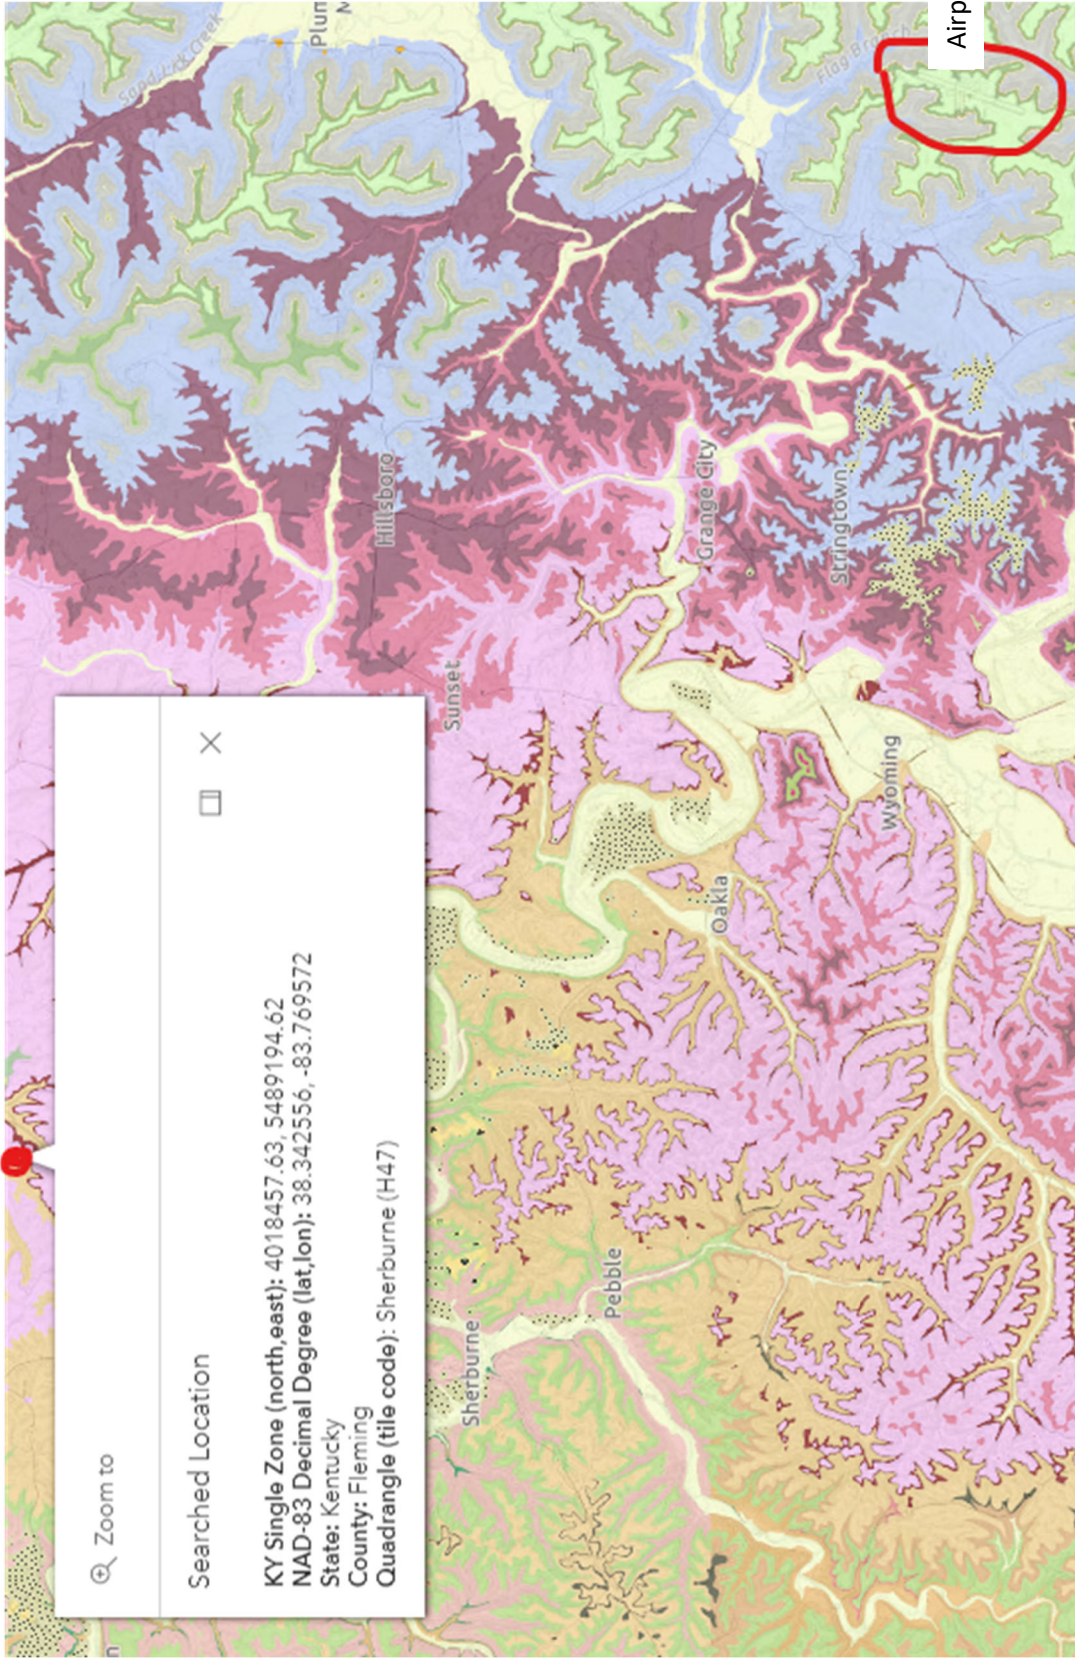 Zoom to
Searched Location
KY Single Zone (north,east): 4018457.63, 5489194.62
NAD-83 Decimal Degree (lat,lon): 38.342556, -83.769572
State: Kentucky
County: Fleming
Quadrangle (tile code): Sherburne (H47)
Sand Lick Creek
Plum
M
Flag Branch
Airp
Hillsboro
Grange City
Stringtown
Sunset
Wyoming
Oakla
Pebble
Sherburne
n